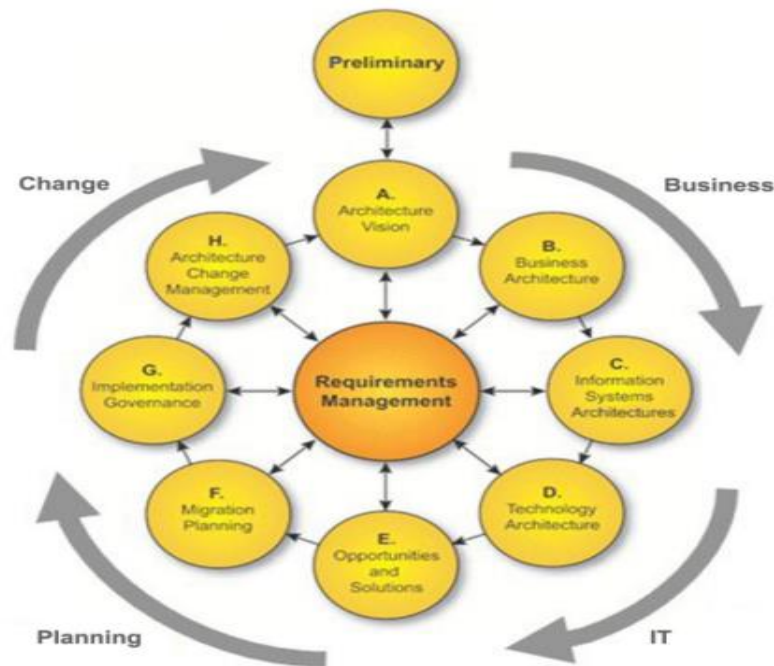 Preliminary
Change
Business
A.
Architecture
Vision
H.
Architecture
Change
Management
B.
Business
Architecture
G.
Implementation
Governance
Requirements
Management
C.
Information
Systems
Architectures
F.
Migration
Planning
D.
Technology
Architecture
E.
Opportunities
and
Solutions
Planning
IT